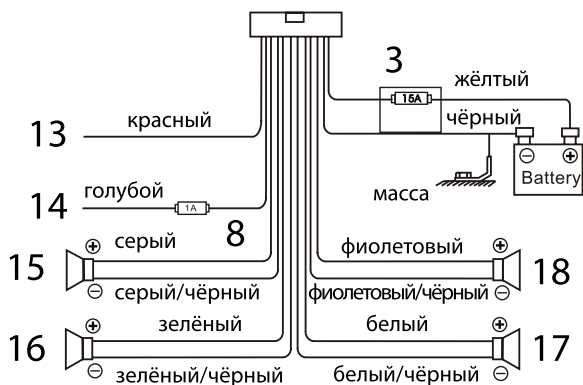 3
жёлтый
15A
чёрный
13
красный
масса
⊖ ⊕
Battery
14
голубой
1A
8
15
⊕
серый
⊖
серый/чёрный
фиолетовый
⊕
18
фиолетовый/чёрный
⊖
16
⊕
зелёный
⊖
зелёный/чёрный
белый
⊕
17
белый/чёрный
⊖